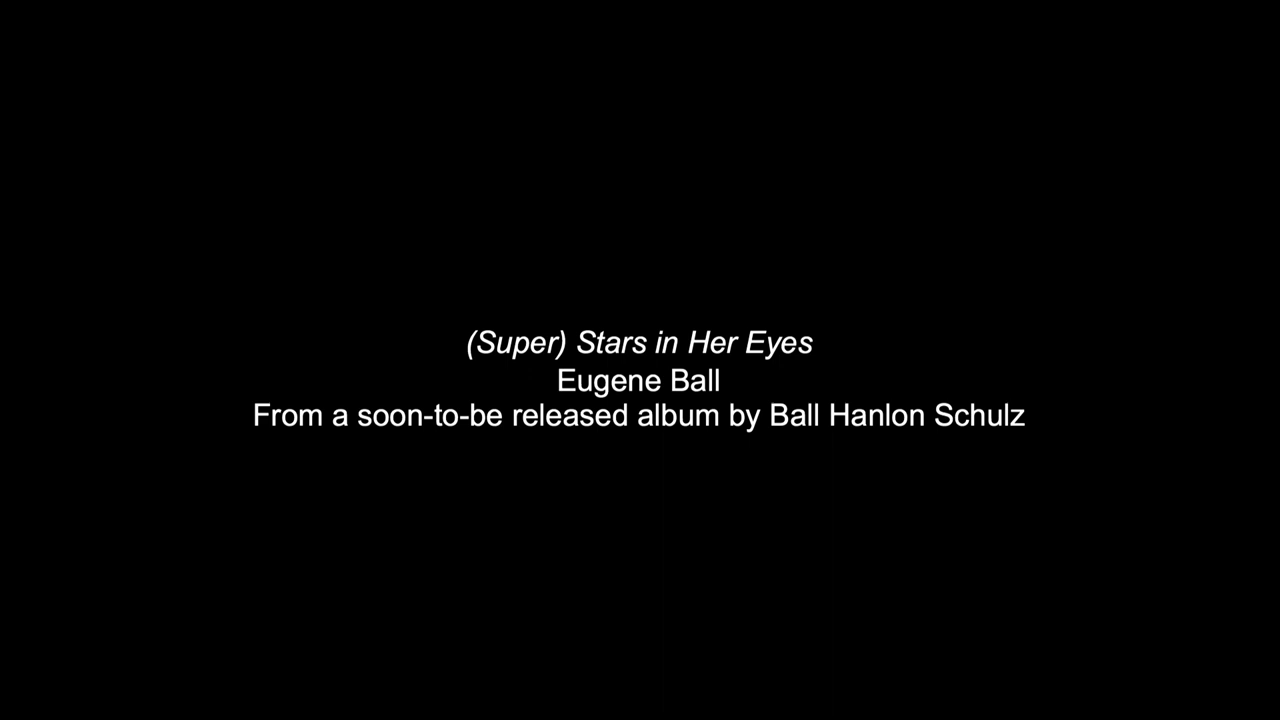 (Super) Stars in Her Eyes
Eugene Ball
From a soon-to-be released album by Ball Hanlon Schulz